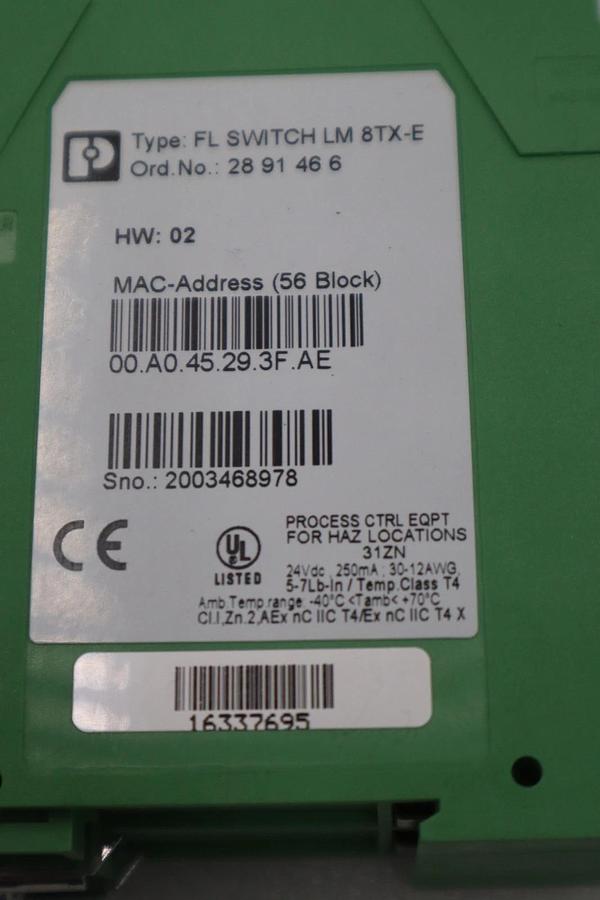 Type: FL SWITCH LM 8TX-E
Ord.No.: 28 91 46 6
HW: 02
MAC-Address (56 Block)
00.A0.45.29.3F.AE
Sno.: 2003468978
CE
UL
LISTED
PROCESS CTRL EQPT
FOR HAZ LOCATIONS
31ZN
24Vdc , 250mA ; 30-12AWG,
5-7Lb-In / Temp.Class T4
Amb.Temp.range: -40°C <Tamb< +70°C
Cl.I,Zn.2,AEx nC IIC T4/Ex nC IIC T4 X
16337695